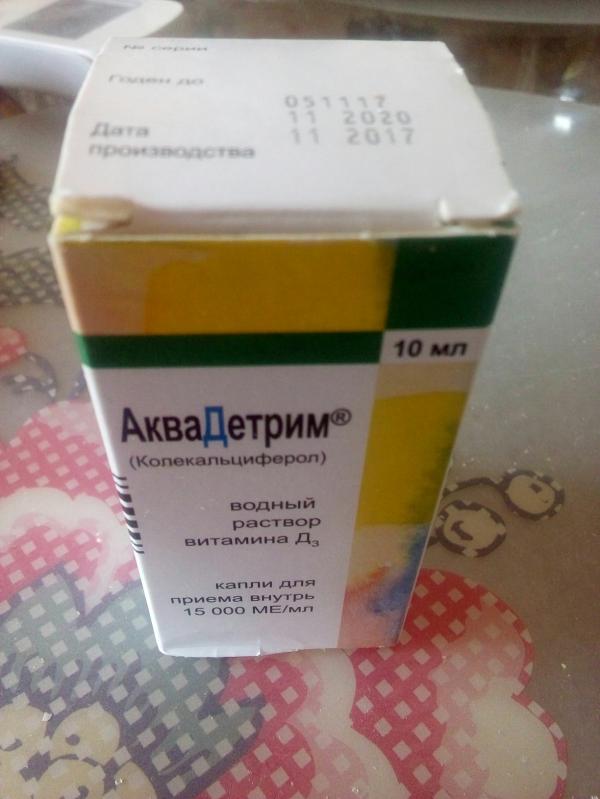 № серии
Годен до
051117
11 2020
Дата
производства
11 2017
10 мл
АкваДетрим®
(Колекальциферол)
водный
раствор
витамина Д₃
капли для
приема внутрь
15 000 МЕ/мл